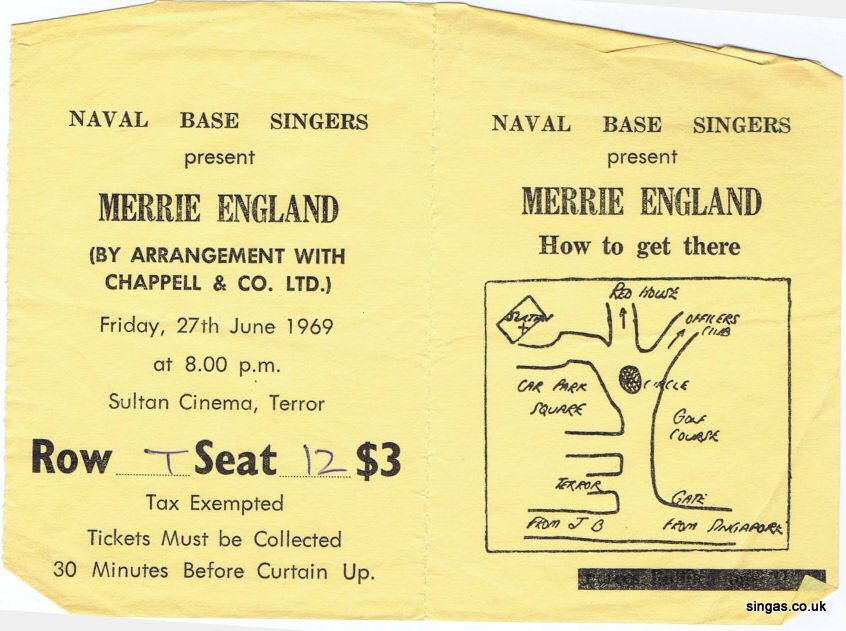 NAVAL BASE SINGERS
present
MERRIE ENGLAND
(BY ARRANGEMENT WITH
CHAPPELL & CO. LTD.)
Friday, 27th June 1969
at 8.00 p.m.
Sultan Cinema, Terror
Row T Seat 12 $3
Tax Exempted
Tickets Must be Collected
30 Minutes Before Curtain Up.
NAVAL BASE SINGERS
present
MERRIE ENGLAND
How to get there
RED HOUSE
SULTAN
OFFICERS
CLUB
CAR PARK
SQUARE
CIRCLE
GOLF
COURSE
TERROR
GATE
FROM J B
FROM SINGAPORE
singas.co.uk